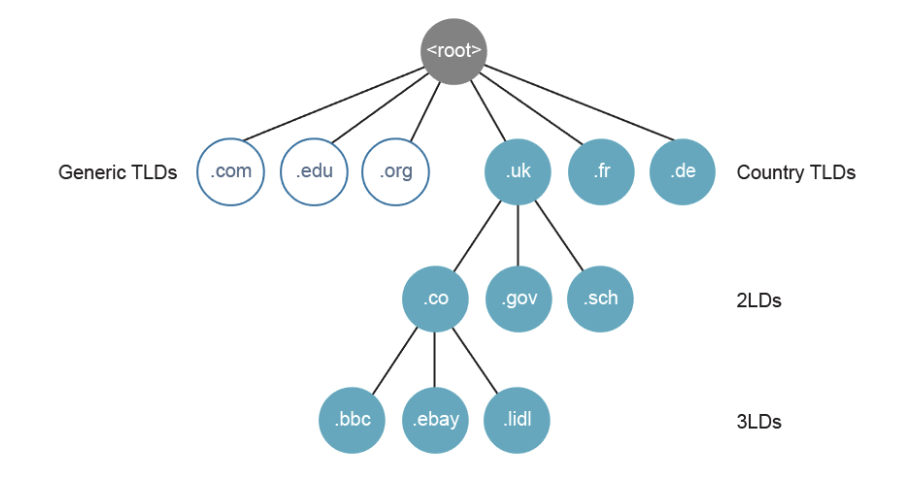 <root>
Generic TLDs .com .edu .org .uk .fr .de Country TLDs
.co .gov .sch 2LDs
.bbc .ebay .lidl 3LDs